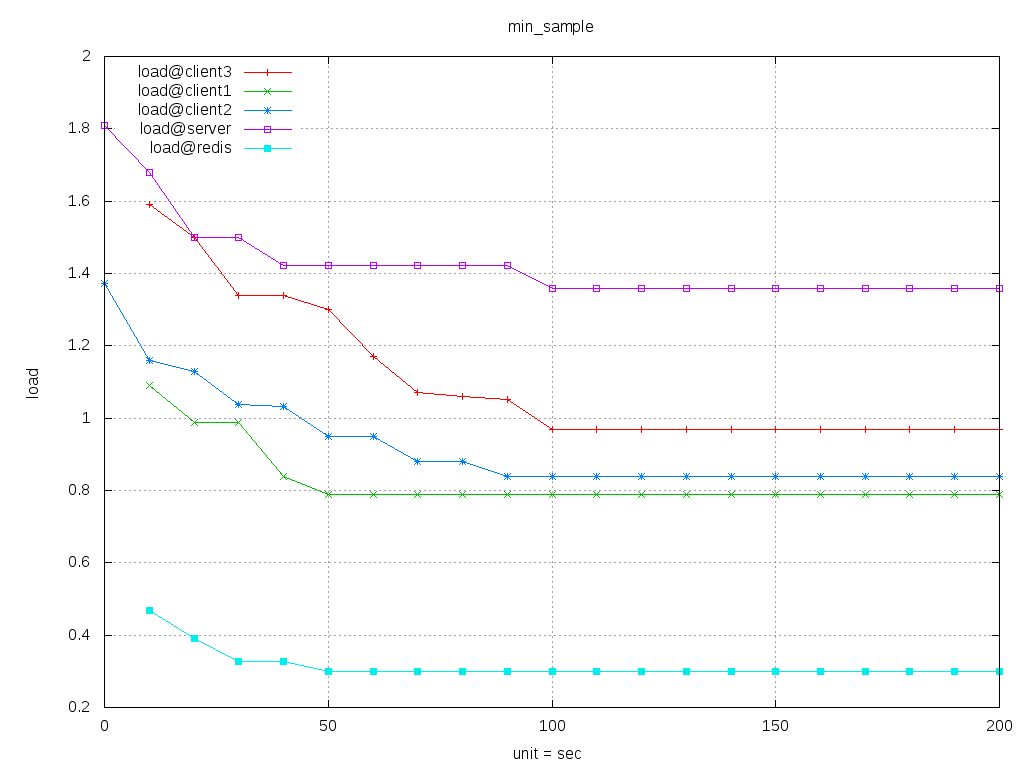 min_sample
2
1.8
1.6
1.4
1.2
1
0.8
0.6
0.4
0.2
load
load@client3
load@client1
load@client2
load@server
load@redis
0 50 100 150 200
unit = sec